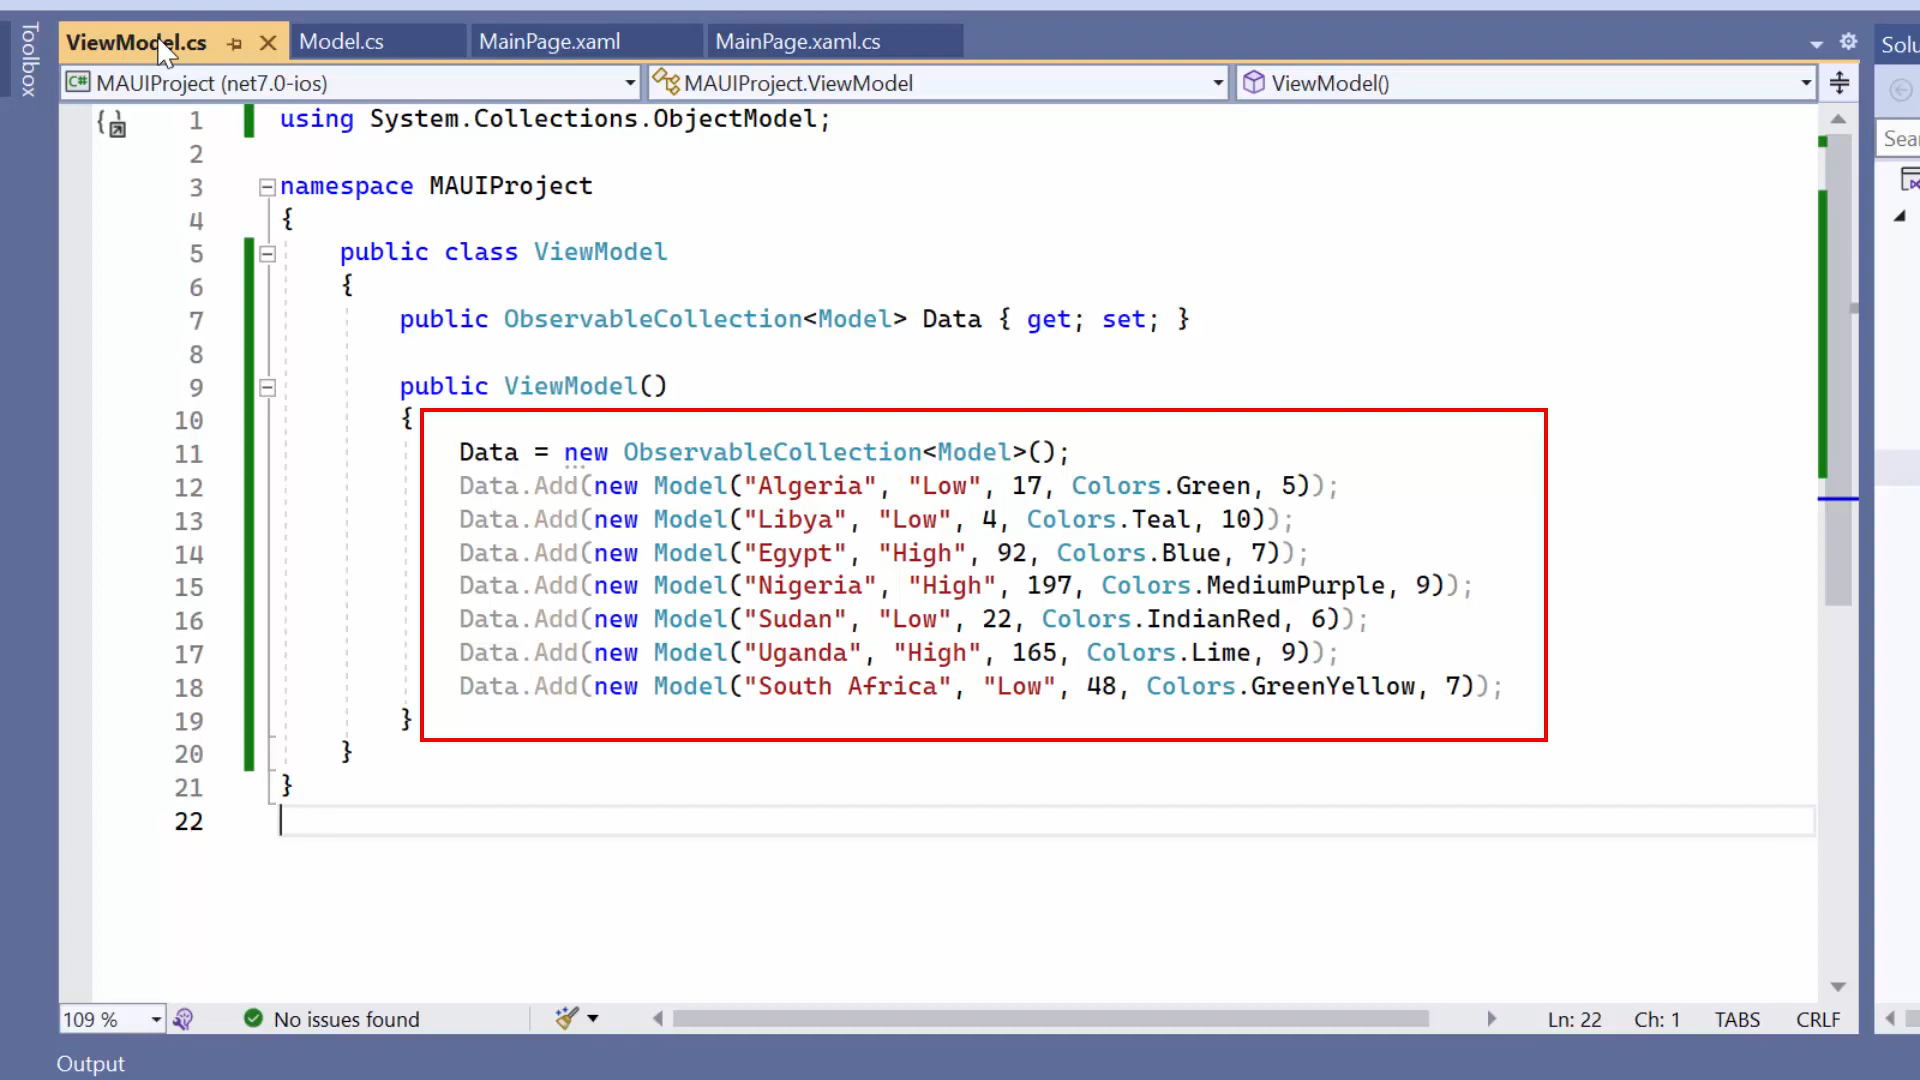 Toolbox
ViewModel.cs
Model.cs
MainPage.xaml
MainPage.xaml.cs
C# MAUIProject (net7.0-ios)
MAUIProject.ViewModel
ViewModel()
1 using System.Collections.ObjectModel;
2
3 namespace MAUIProject
4 {
5 public class ViewModel
6 {
7 public ObservableCollection<Model> Data { get; set; }
8
9 public ViewModel()
10 {
11 Data = new ObservableCollection<Model>();
12 Data.Add(new Model("Algeria", "Low", 17, Colors.Green, 5));
13 Data.Add(new Model("Libya", "Low", 4, Colors.Teal, 10));
14 Data.Add(new Model("Egypt", "High", 92, Colors.Blue, 7));
15 Data.Add(new Model("Nigeria", "High", 197, Colors.MediumPurple, 9));
16 Data.Add(new Model("Sudan", "Low", 22, Colors.IndianRed, 6));
17 Data.Add(new Model("Uganda", "High", 165, Colors.Lime, 9));
18 Data.Add(new Model("South Africa", "Low", 48, Colors.GreenYellow, 7));
19 }
20 }
21 }
22
109 %
No issues found
Ln: 22 Ch: 1 TABS CRLF
Output
Solu
Sear